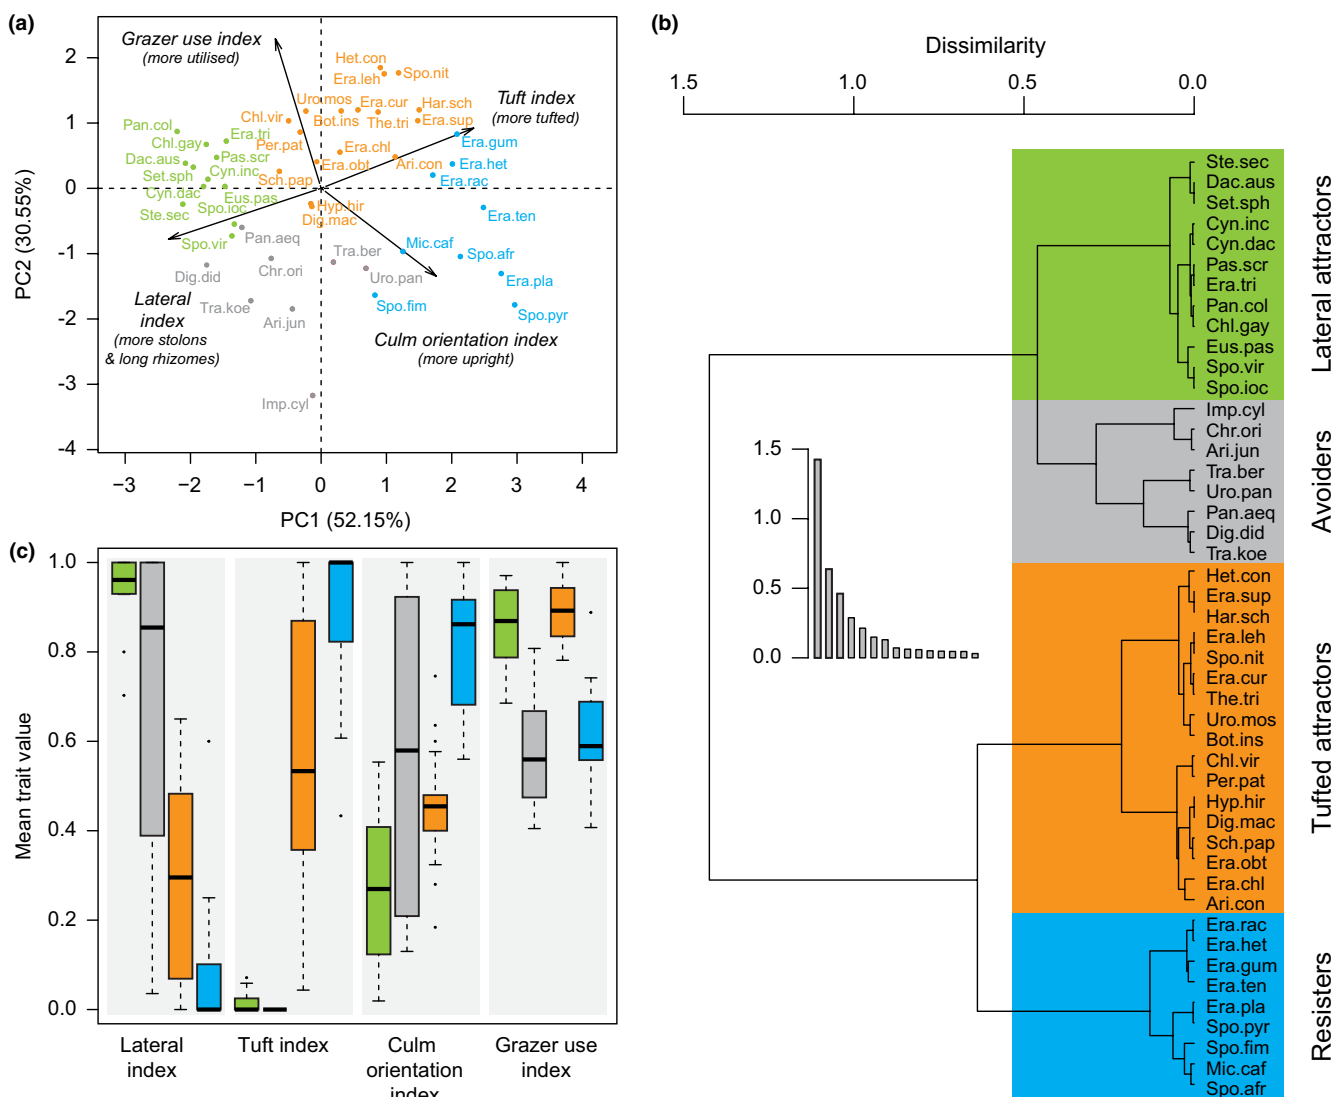 (a)
Grazer use index
(more utilised)
Tuft index
(more tufted)
Lateral
index
(more stolons
& long rhizomes)
Culm orientation index
(more upright)
Het.con
Era.leh
Spo.nit
Uro.mos
Era.cur
Har.sch
Chl.vir
Bot.ins
The.tri
Era.sup
Pan.col
Era.tri
Chl.gay
Per.pat
Era.chl
Era.gum
Dac.aus
Pas.scr
Era.obt
Ari.con
Era.het
Set.sph
Cyn.inc
Sch.pap
Era.rac
Cyn.dac
Eus.pas
Ste.sec
Spo.ioc
Hyp.hir
Dig.mac
Era.ten
Spo.vir
Pan.aeq
Mic.caf
Tra.ber
Spo.afr
Dig.did
Chr.ori
Uro.pan
Era.pla
Tra.koe
Ari.jun
Spo.fim
Spo.pyr
Imp.cyl
2
1
0
-1
-2
-3
-4
PC2 (30.55%)
−3 −2 −1 0 1 2 3 4
PC1 (52.15%)
(b)
Dissimilarity
1.5 1.0 0.5 0.0
Ste.sec
Dac.aus
Set.sph
Cyn.inc
Cyn.dac
Pas.scr
Era.tri
Pan.col
Chl.gay
Eus.pas
Spo.vir
Spo.ioc
Lateral attractors
Imp.cyl
Chr.ori
Ari.jun
Tra.ber
Uro.pan
Pan.aeq
Dig.did
Tra.koe
Avoiders
Het.con
Era.sup
Har.sch
Era.leh
Spo.nit
Era.cur
The.tri
Uro.mos
Bot.ins
Chl.vir
Per.pat
Hyp.hir
Dig.mac
Sch.pap
Era.obt
Era.chl
Ari.con
Tufted attractors
Era.rac
Era.het
Era.gum
Era.ten
Era.pla
Spo.pyr
Spo.fim
Mic.caf
Spo.afr
Resisters
1.5
1.0
0.5
0.0
(c)
1.0
0.8
0.6
0.4
0.2
0.0
Mean trait value
Lateral
index
Tuft index
Culm
orientation
index
Grazer use
index